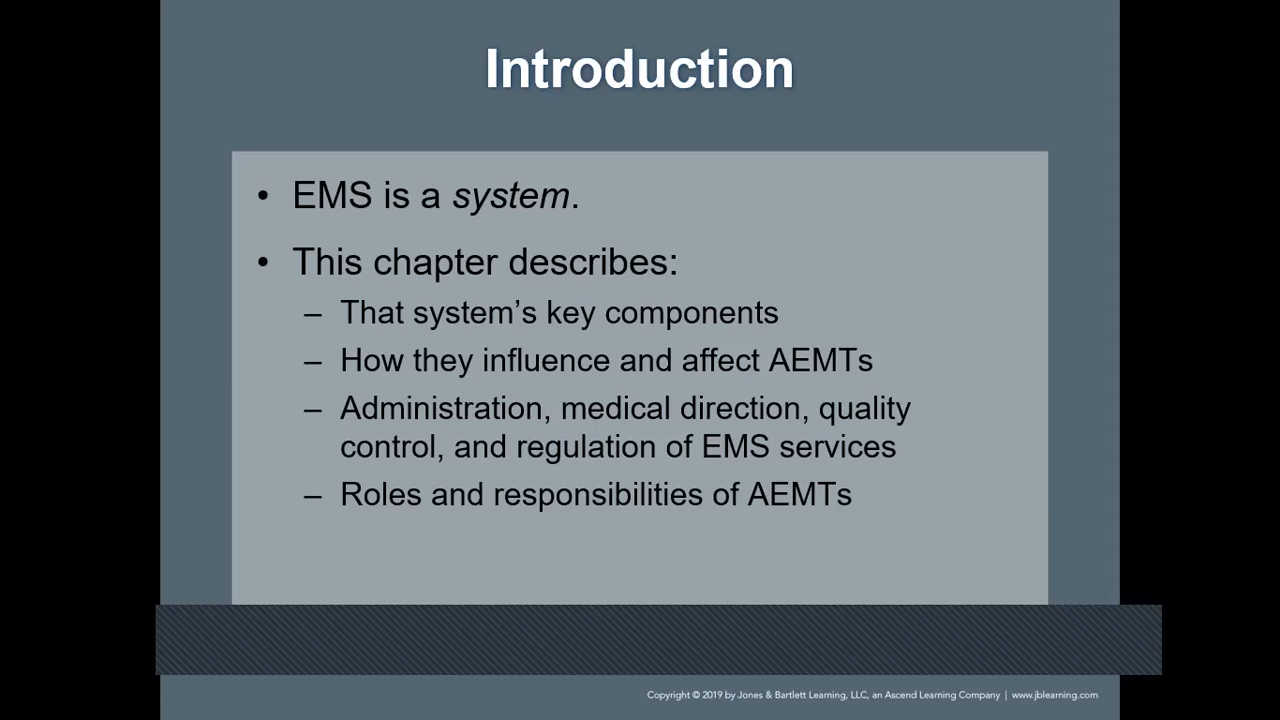 Introduction
• EMS is a system.
• This chapter describes:
– That system’s key components
– How they influence and affect AEMTs
– Administration, medical direction, quality
control, and regulation of EMS services
– Roles and responsibilities of AEMTs
Copyright © 2019 by Jones & Bartlett Learning, LLC, an Ascend Learning Company | www.jblearning.com